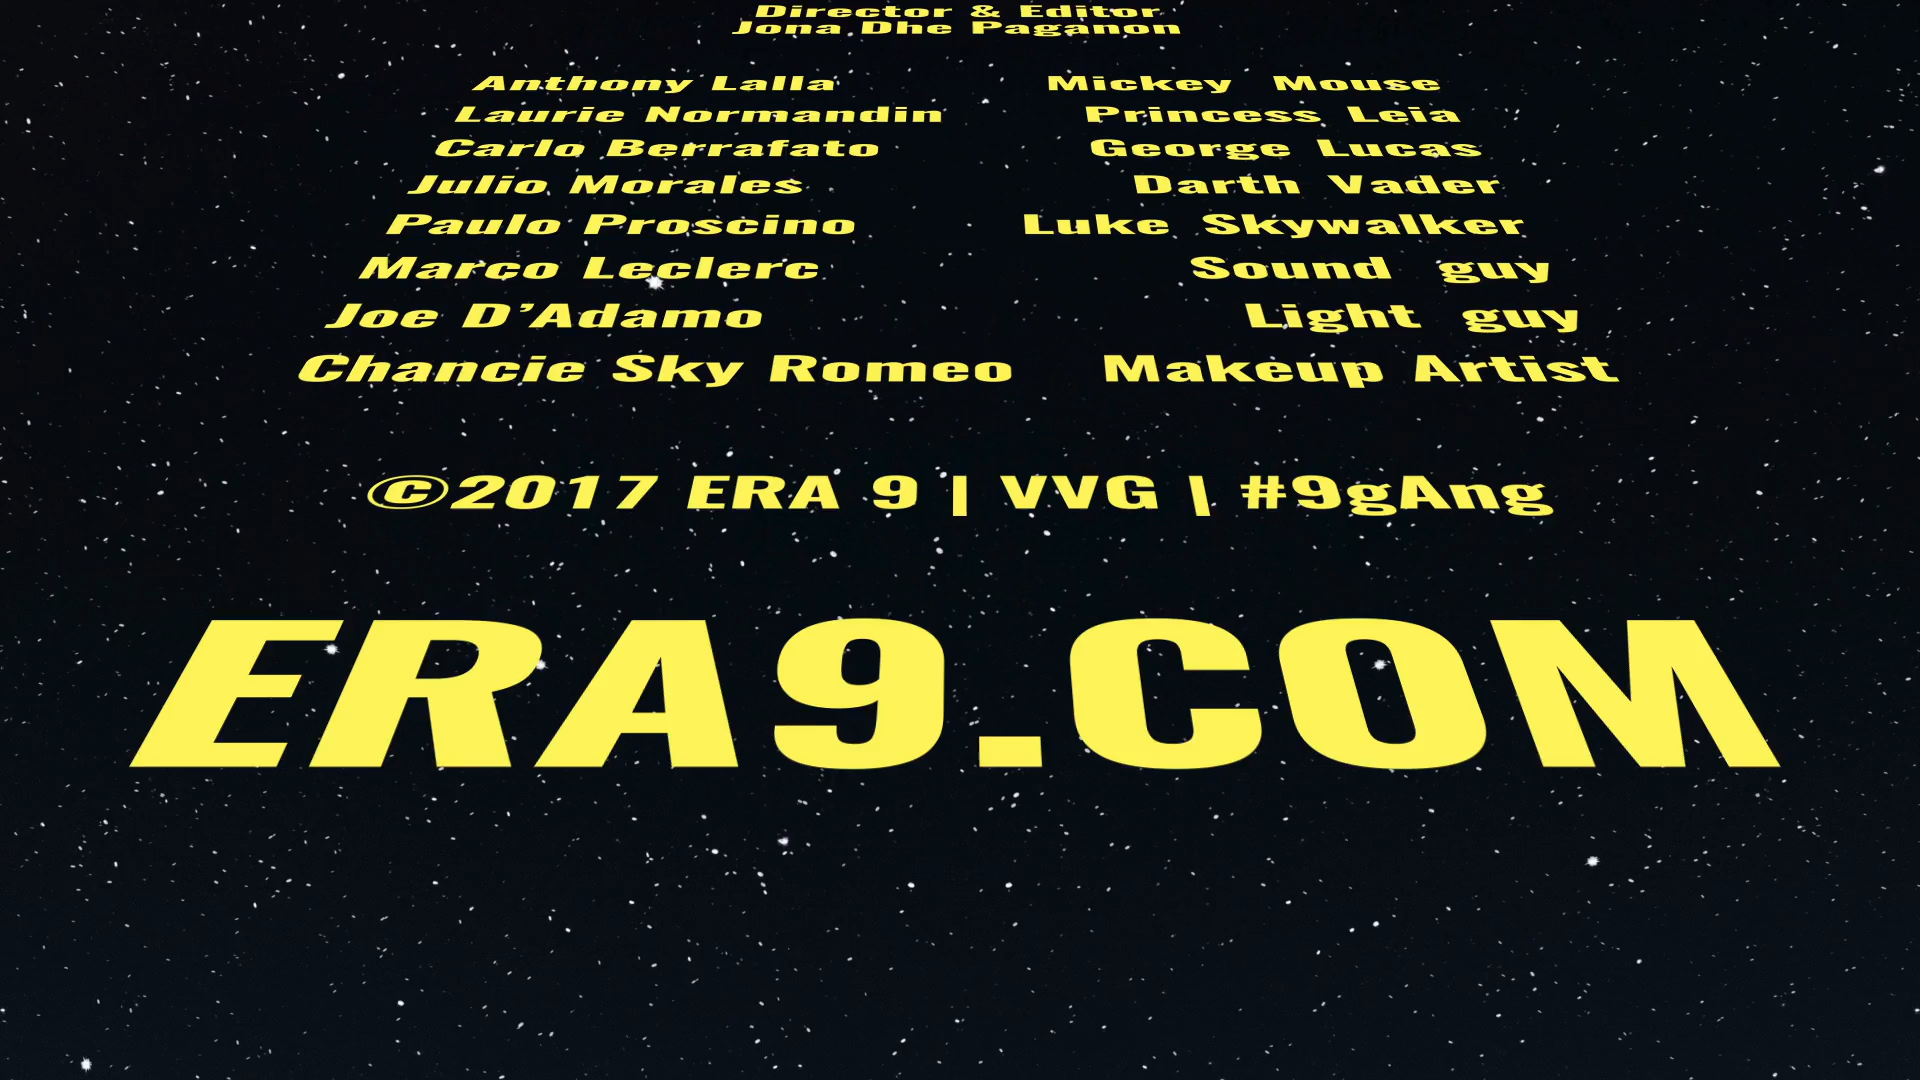 Director & Editor
Jona Dhe Paganon
Anthony Lalla Mickey Mouse
Laurie Normandin Princess Leia
Carlo Berrafato George Lucas
Julio Morales Darth Vader
Paulo Proscino Luke Skywalker
Marco Leclerc Sound guy
Joe D’Adamo Light guy
Chancie Sky Romeo Makeup Artist
©2017 ERA 9 | VVG | #9gAng
ERA9.COM